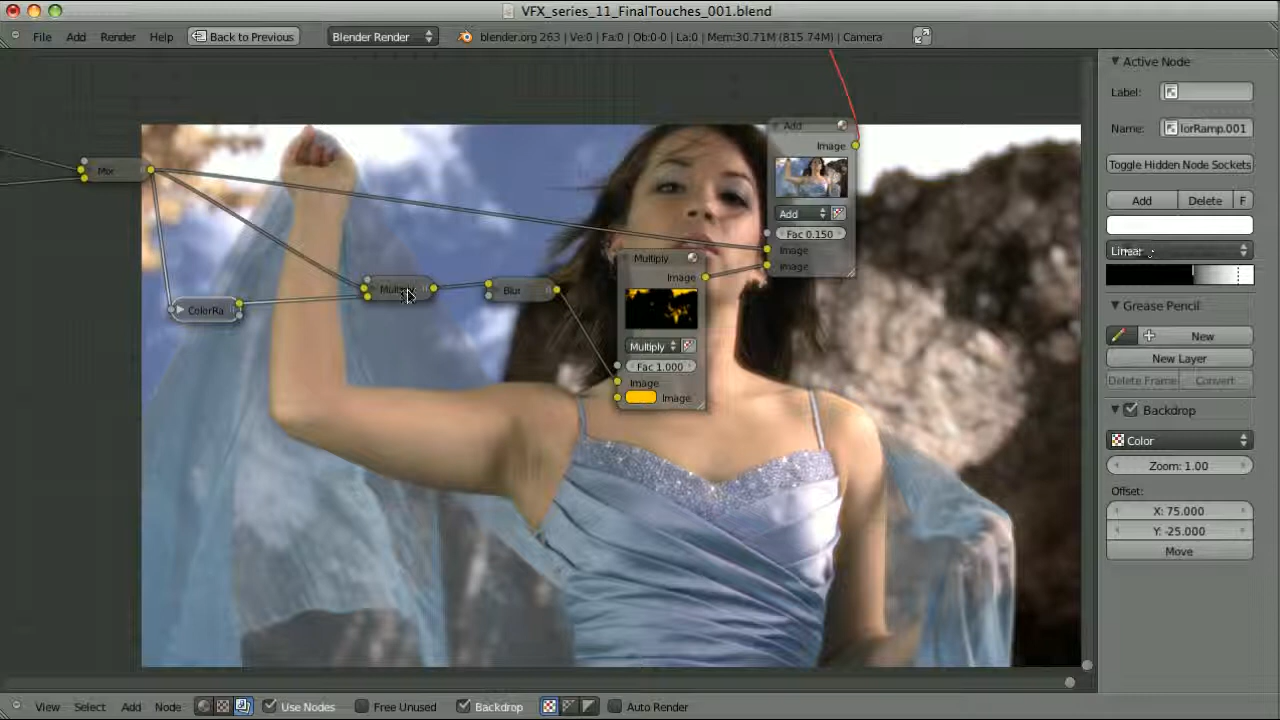 VFX_series_11_FinalTouches_001.blend
File Add Render Help Back to Previous Blender Render blender.org 263 | Ve:0 | Fa:0 | Ob:0-0 | La:0 | Mem:30.71M (815.74M) | Camera
Active Node
Label:
Name: lorRamp.001
Toggle Hidden Node Sockets
Add Delete F
Linear
Grease Pencil
New
New Layer
Delete Frame Convert
Backdrop
Color
Zoom: 1.00
Offset:
X: 75.000
Y: -25.000
Move
Add
Image
Add
Fac 0.150
Image
Image
Multiply
Image
Multiply
Fac 1.000
Image
Image
ColorRa
Blur
View Select Add Node Use Nodes Free Unused Backdrop Auto Render